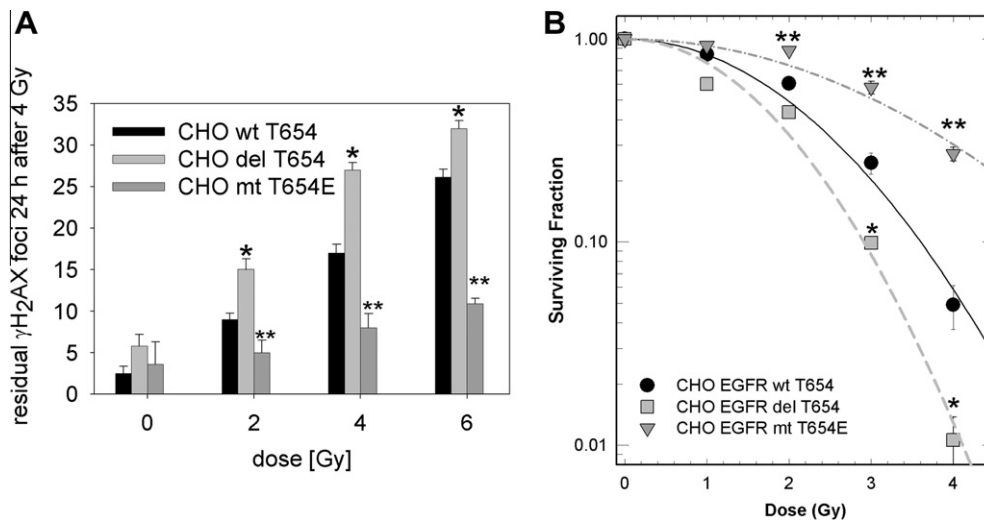 A
residual γH2AX foci 24 h after 4 Gy
35
30
25
20
15
10
5
0
CHO wt T654
CHO del T654
CHO mt T654E
*
*
*
**
**
**
0 2 4 6
dose [Gy]
B
Surviving Fraction
1.00
0.10
0.01
**
**
**
*
*
CHO EGFR wt T654
CHO EGFR del T654
CHO EGFR mt T654E
0 1 2 3 4
Dose (Gy)